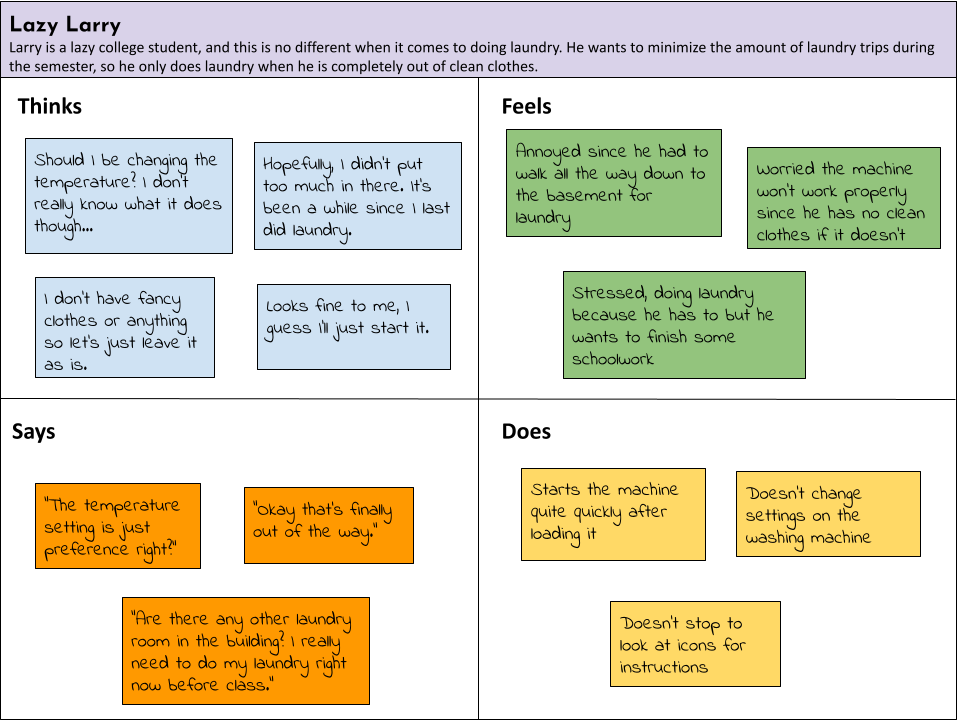 Lazy Larry
Larry is a lazy college student, and this is no different when it comes to doing laundry. He wants to minimize the amount of laundry trips during
the semester, so he only does laundry when he is completely out of clean clothes.
Thinks
Should I be changing the
temperature? I don't
really know what it does
though...
Hopefully, I didn't put
too much in there. It's
been a while since I last
did laundry.
I don't have fancy
clothes or anything
so let's just leave it
as is.
Looks fine to me, I
guess I'll just start it.
Feels
Annoyed since he had to
walk all the way down to
the basement for
laundry
Worried the machine
won't work properly
since he has no clean
clothes if it doesn't
Stressed, doing laundry
because he has to but he
wants to finish some
schoolwork
Says
"The temperature
setting is just
preference right?"
"Okay that's finally
out of the way."
"Are there any other laundry
room in the building? I really
need to do my laundry right
now before class."
Does
Starts the machine
quite quickly after
loading it
Doesn't change
settings on the
washing machine
Doesn't stop to
look at icons for
instructions